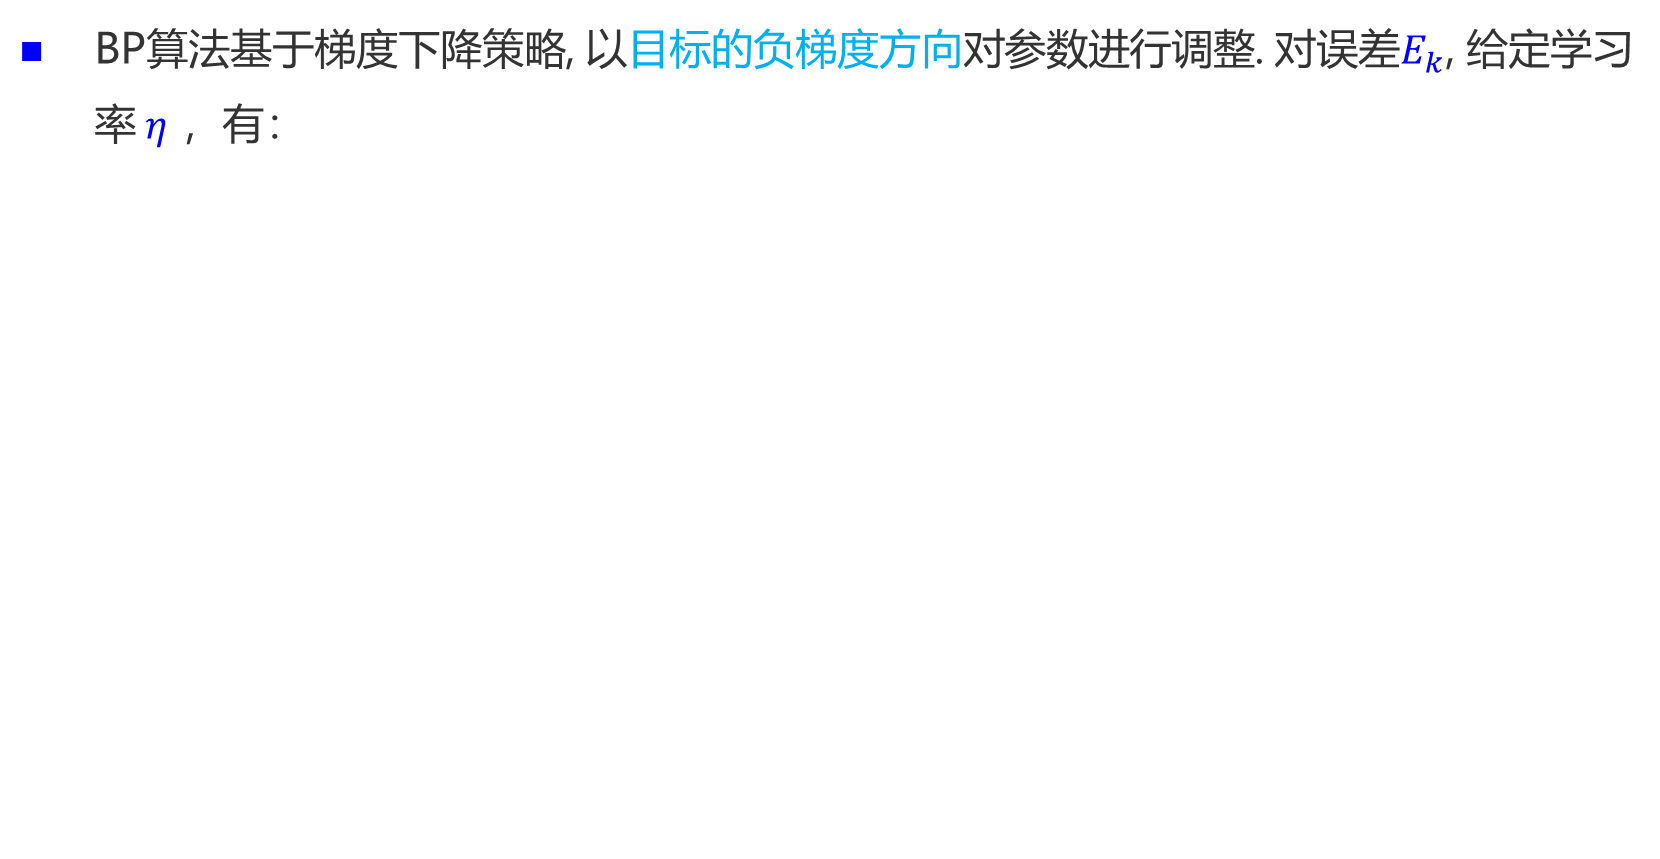 BP算法基于梯度下降策略, 以目标的负梯度方向对参数进行调整. 对误差E_k, 给定学习
率 η ，有：